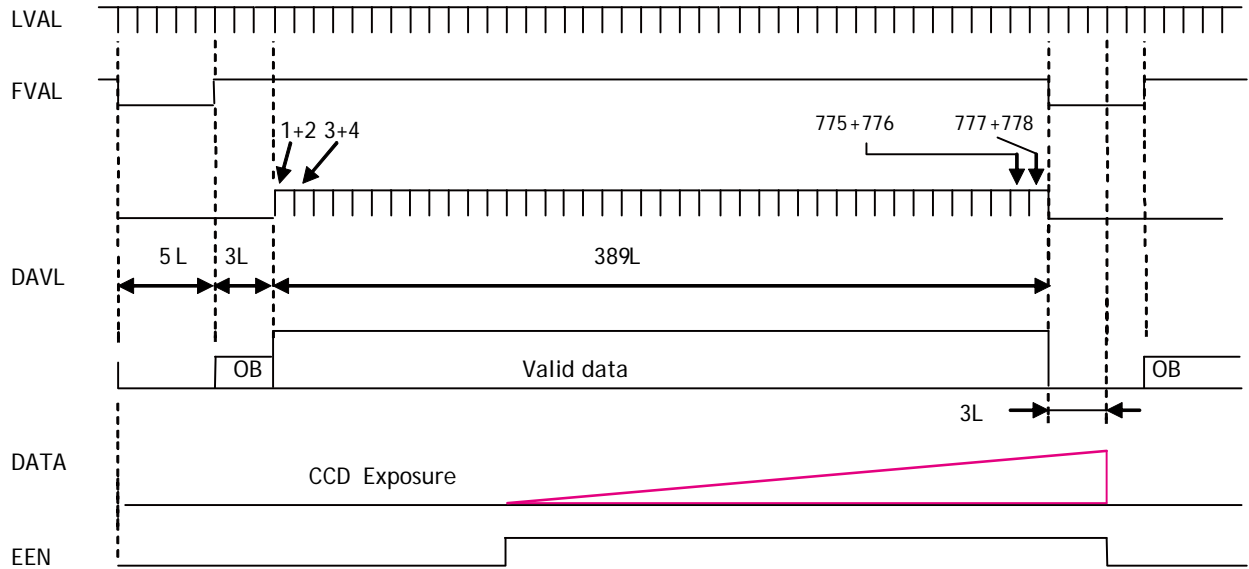 LVAL
FVAL
1+2 3+4
775+776
777+778
5L
3L
389L
DAVL
OB
Valid data
OB
3L
DATA
CCD Exposure
EEN